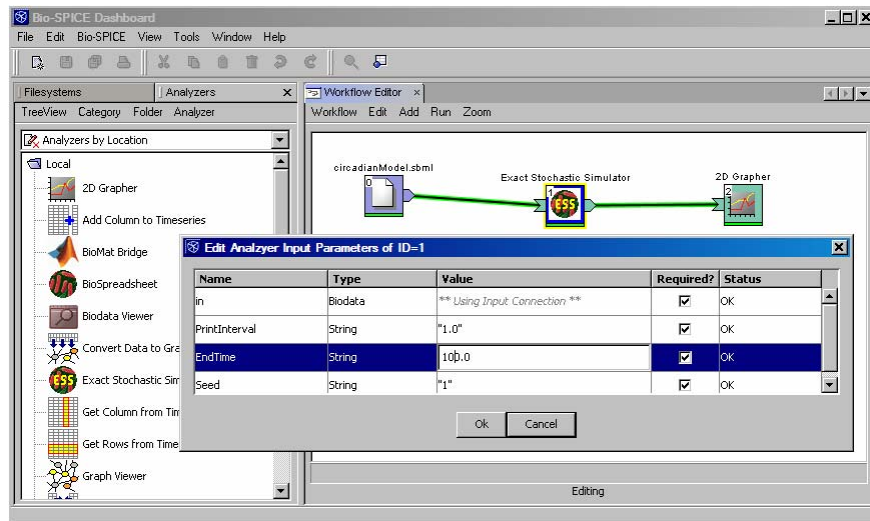 Bio-SPICE Dashboard
File Edit Bio-SPICE View Tools Window Help
Filesystems Analyzers x Workflow Editor x
TreeView Category Folder Analyzer Workflow Edit Add Run Zoom
Analyzers by Location
Local
2D Grapher
Add Column to Timeseries
BioMat Bridge
BioSpreadsheet
Biodata Viewer
Convert Data to Gra
ESS Exact Stochastic Sim
Get Column from Tim
Get Rows from Time
Graph Viewer
circadianModel.sbml
0
Exact Stochastic Simulator
1
ESS
2D Grapher
2
Edit Analzyer Input Parameters of ID=1
Name Type Value Required? Status
in Biodata ** Using Input Connection ** OK
PrintInterval String "1.0" OK
EndTime String 100.0 OK
Seed String "1" OK
Ok Cancel
Editing